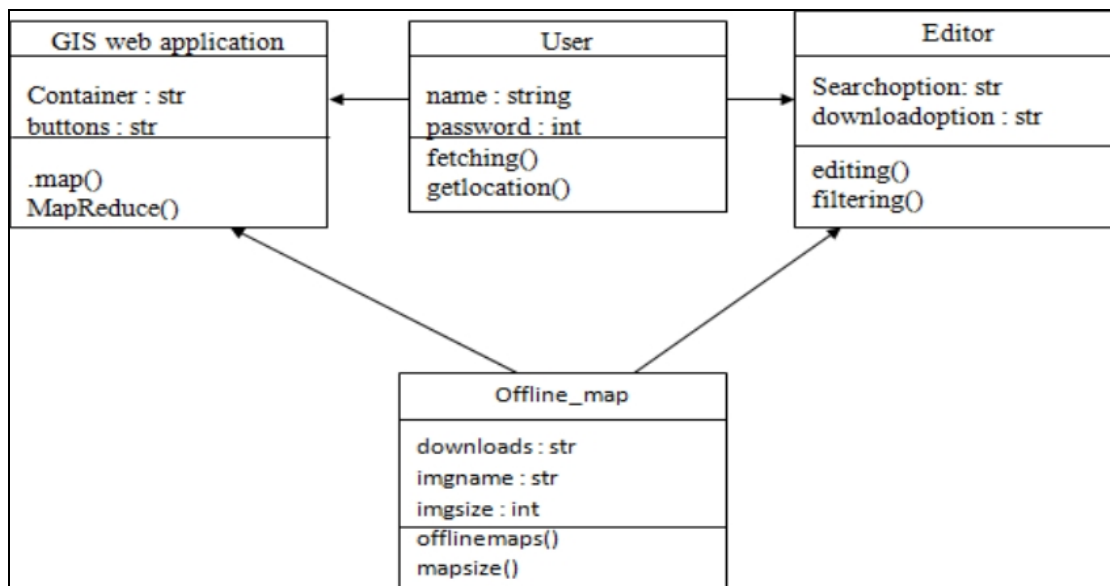 GIS web application
Container : str
buttons : str
.map()
MapReduce()
User
name : string
password : int
fetching()
getlocation()
Editor
Searchoption: str
downloadoption : str
editing()
filtering()
Offline_map
downloads : str
imgname : str
imgsize : int
offlinemaps()
mapsize()